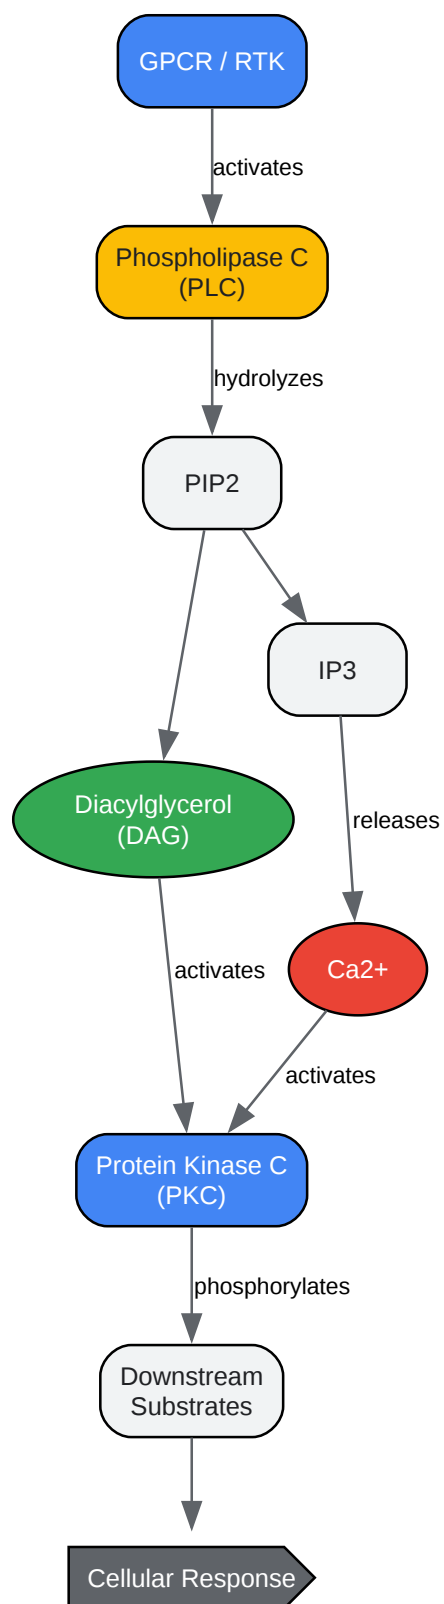 GPCR / RTK
activates
Phospholipase C
(PLC)
hydrolyzes
PIP2
IP3
Diacylglycerol
(DAG)
releases
activates
Ca2+
activates
Protein Kinase C
(PKC)
phosphorylates
Downstream
Substrates
Cellular Response